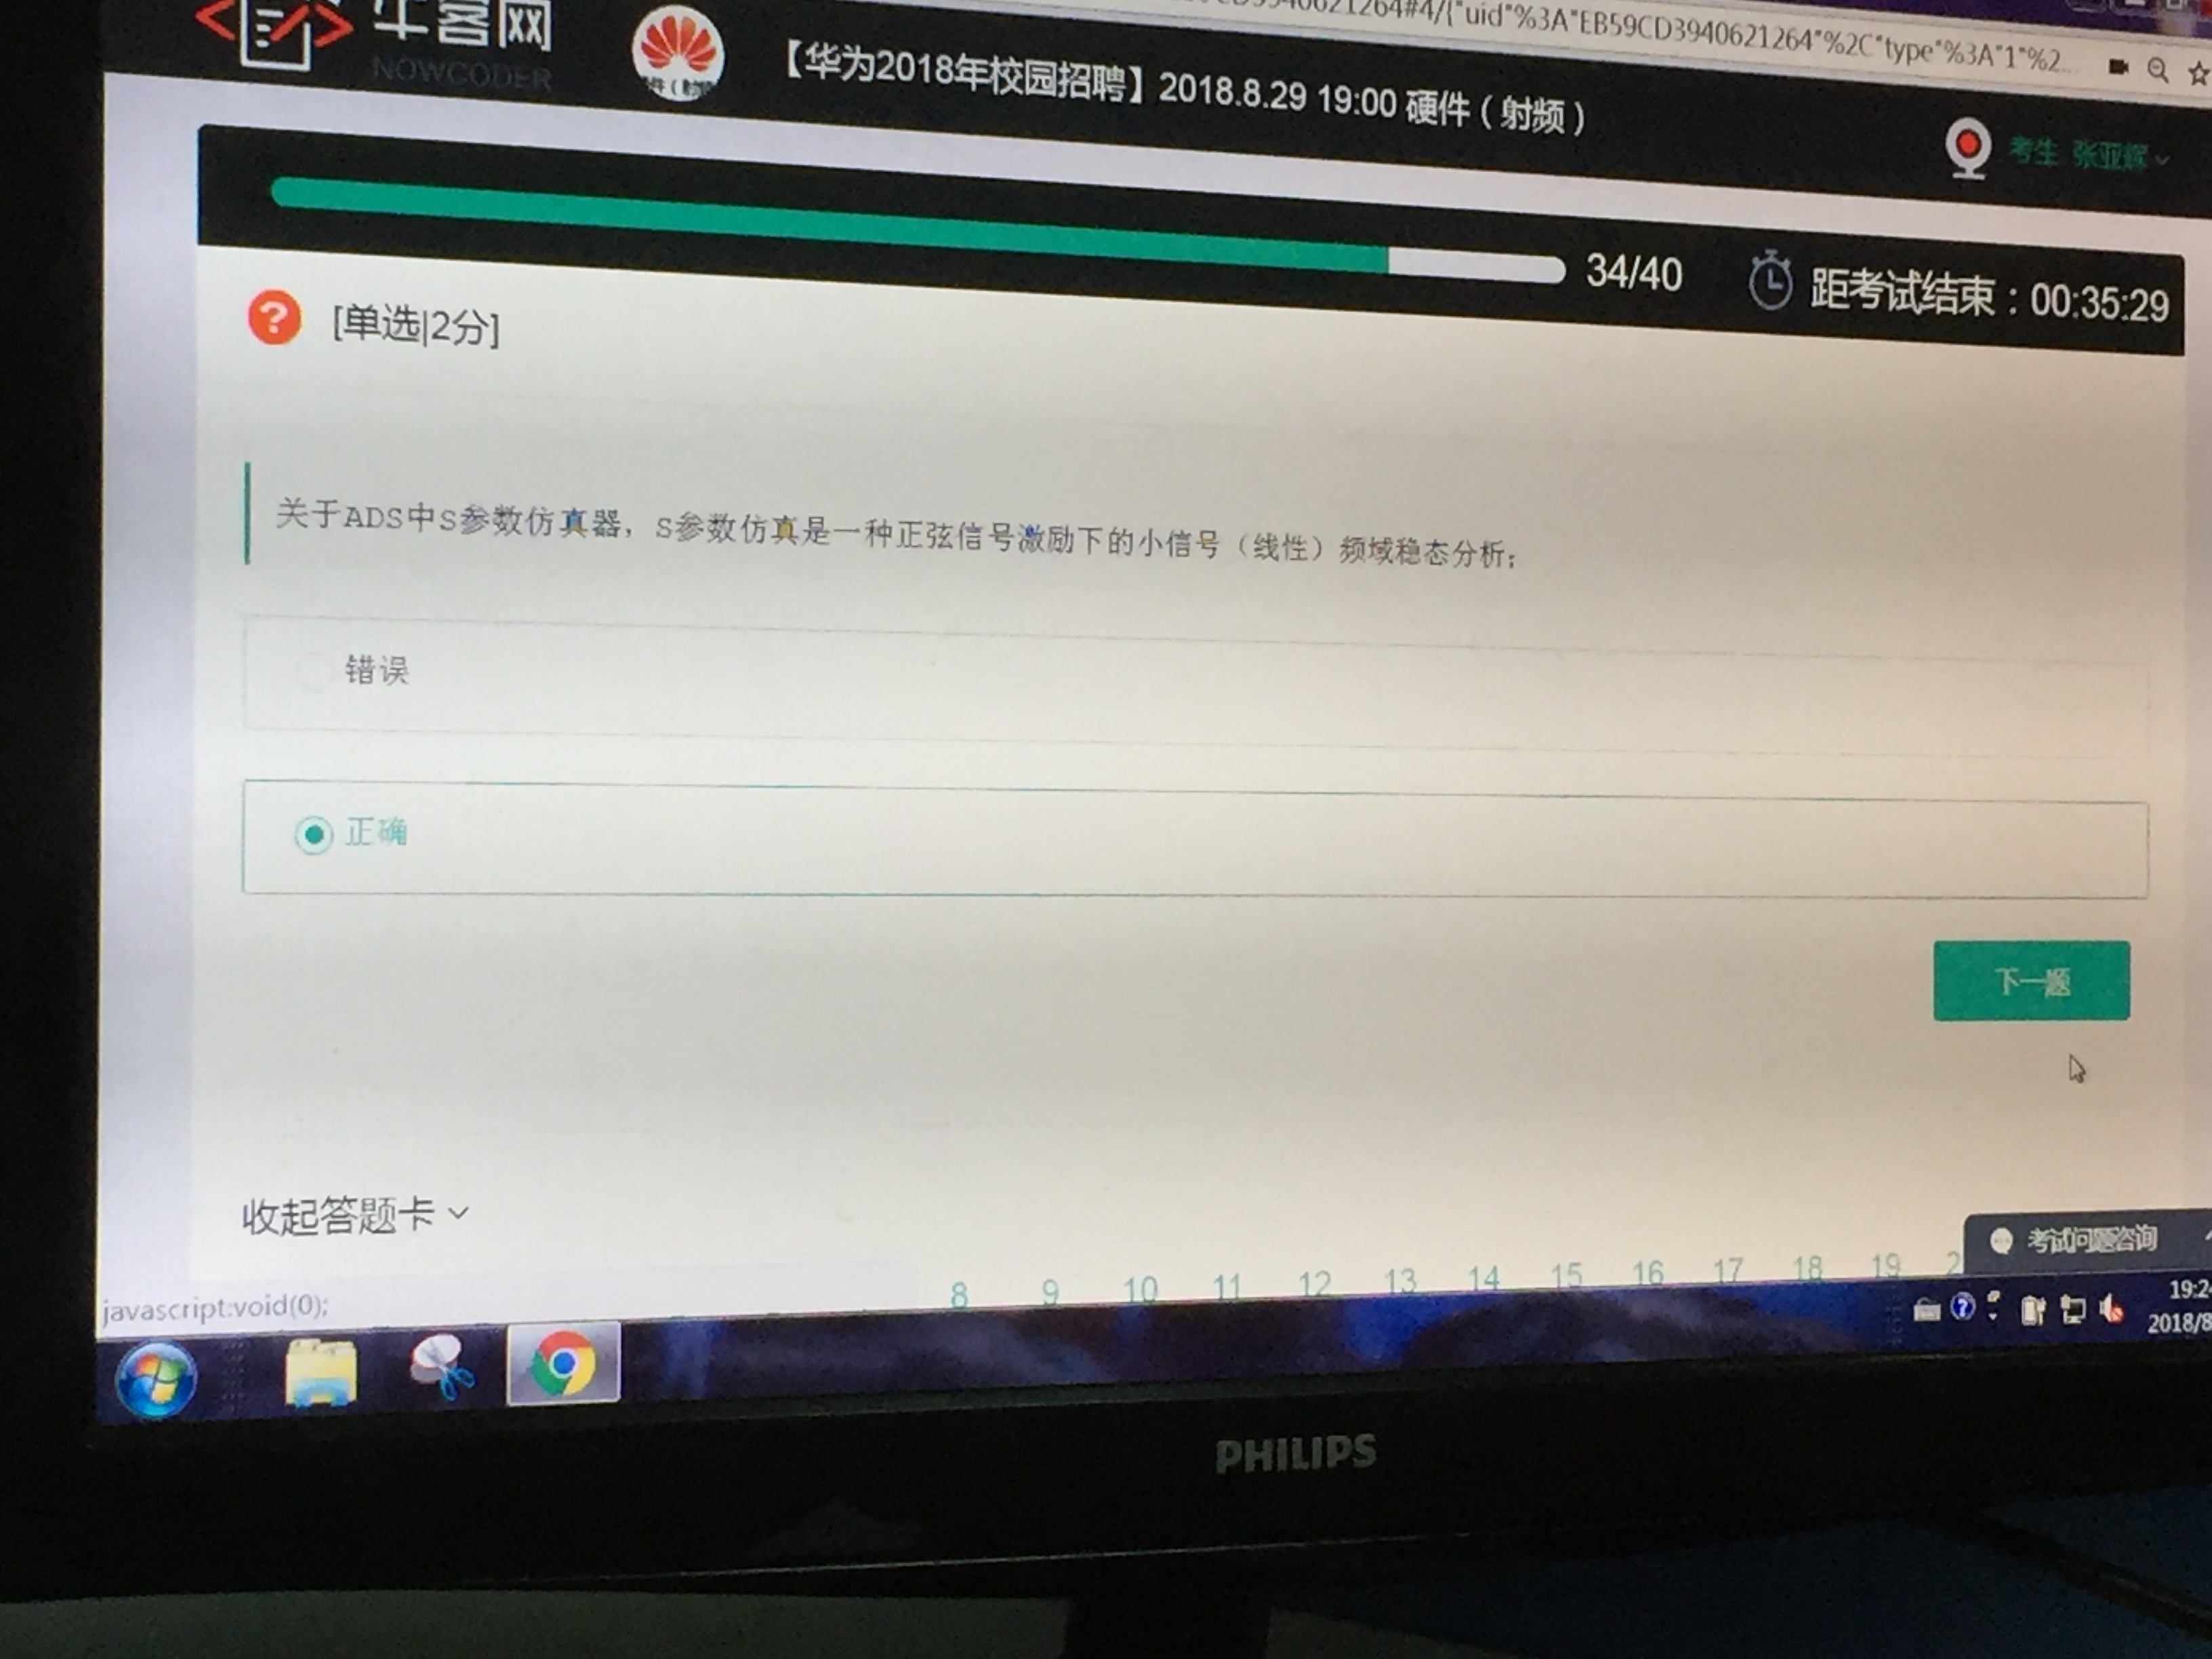 牛客网
NOWCODER
【华为2018年校园招聘】2018.8.29 19:00 硬件（射频）
0621264#4/{"uid"%3A"EB59CD3940621264"%2C"type"%3A"1"%2...
考生 张亚辉
34/40
距考试结束：00:35:29
[单选|2分]
关于ADS中S参数仿真器，S参数仿真是一种正弦信号激励下的小信号（线性）频域稳态分析；
错误
正确
下一题
收起答题卡
考试问题咨询
8 9 10 11 12 13 14 15 16 17 18 19 2
javascript:void(0);
19:2
2018/8
PHILIPS